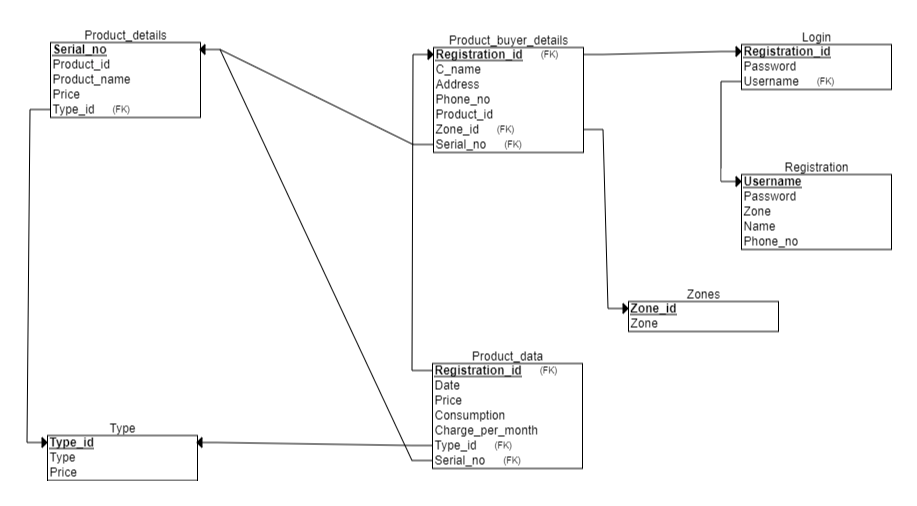 Product_details
Serial_no
Product_id
Product_name
Price
Type_id (FK)
Product_buyer_details
Registration_id (FK)
C_name
Address
Phone_no
Product_id
Zone_id (FK)
Serial_no (FK)
Login
Registration_id
Password
Username (FK)
Registration
Username
Password
Zone
Name
Phone_no
Zones
Zone_id
Zone
Product_data
Registration_id (FK)
Date
Price
Consumption
Charge_per_month
Type_id (FK)
Serial_no (FK)
Type
Type_id
Type
Price